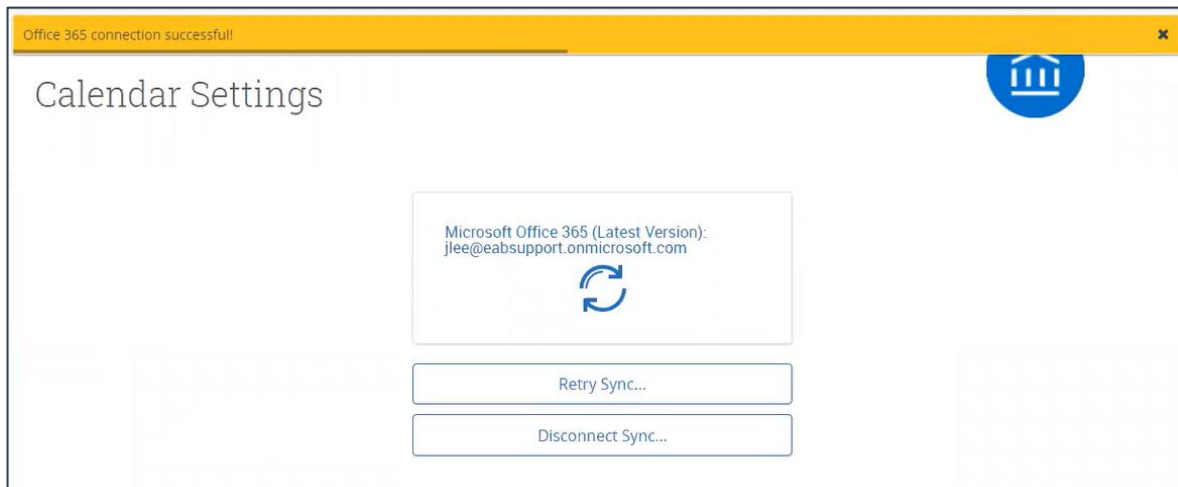 Office 365 connection successful!
Calendar Settings
Microsoft Office 365 (Latest Version):
jlee@eabsupport.onmicrosoft.com
Retry Sync...
Disconnect Sync...